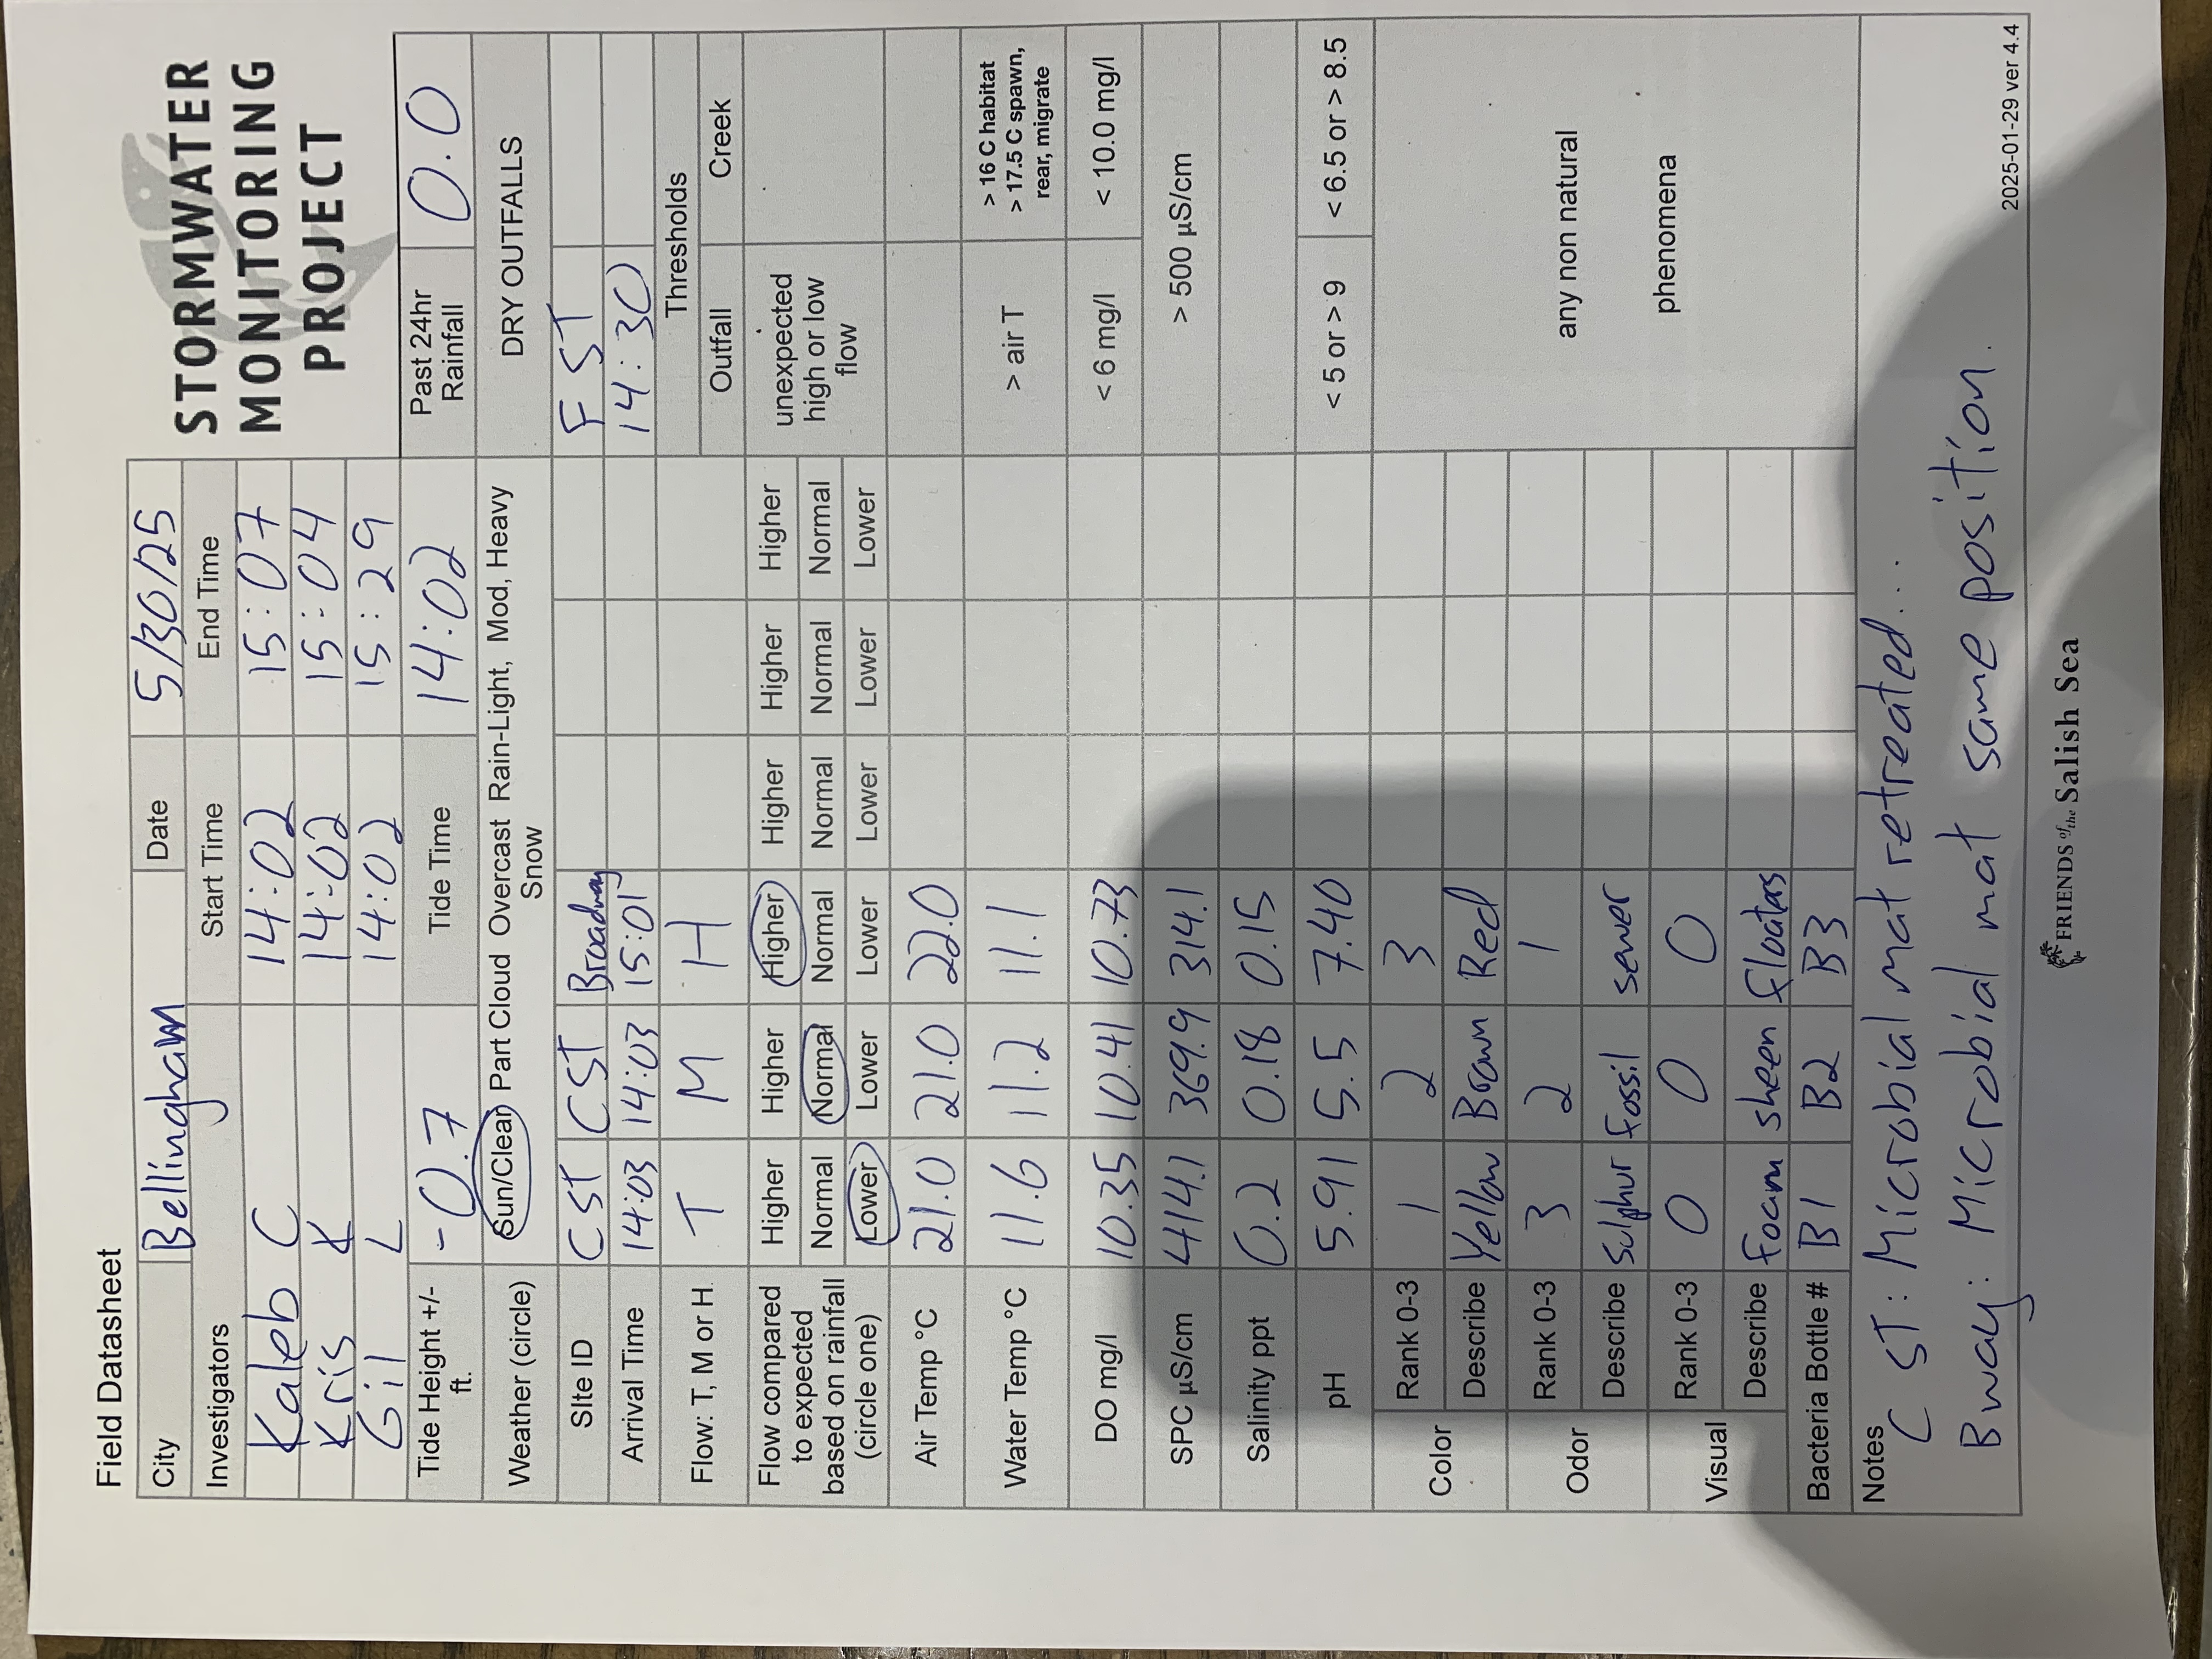 Field Datasheet
City Bellingham Date 5/30/25
STORMWATER
MONITORING
PROJECT
Investigators Start Time End Time
Kaleb C 14:02 15:07
Kris K 14:02 15:04
Gil L 14:02 15:29
Tide Height +/- ft. -0.7 Tide Time 14:02 Past 24hr Rainfall 0.0
Weather (circle) Sun/Clear Part Cloud Overcast Rain-Light, Mod, Heavy
Snow
DRY OUTFALLS
SIte ID C ST C ST Broadway F ST
Arrival Time 14:03 14:03 15:01 14:30
Thresholds
Flow: T, M or H. T M H Outfall Creek
Flow compared to expected based on rainfall (circle one)
Higher Higher Higher Higher Higher Higher
Normal Normal Normal Normal Normal Normal
Lower Lower Lower Lower Lower Lower
unexpected high or low flow
Air Temp °C 21.0 21.0 22.0
Water Temp °C 11.6 11.2 11.1 > air T > 16 C habitat > 17.5 C spawn, rear, migrate
DO mg/l 10.35 10.41 10.73 < 6 mg/l < 10.0 mg/l
SPC µS/cm 414.1 369.9 314.1 > 500 µS/cm
Salinity ppt 0.2 0.18 0.15
pH 5.91 5.5 7.40 < 5 or > 9 < 6.5 or > 8.5
Color Rank 0-3 1 2 3
Describe Yellow Brown Red
Odor Rank 0-3 3 2 1
Describe Sulphur fossil sewer
any non natural
phenomena
Visual Rank 0-3 0 0 0
Describe foam sheen floaters
Bacteria Bottle # B1 B2 B3
Notes
C ST: Microbial mat retreated...
Bway: Microbial mat same position.
2025-01-29 ver 4.4
FRIENDS of the Salish Sea